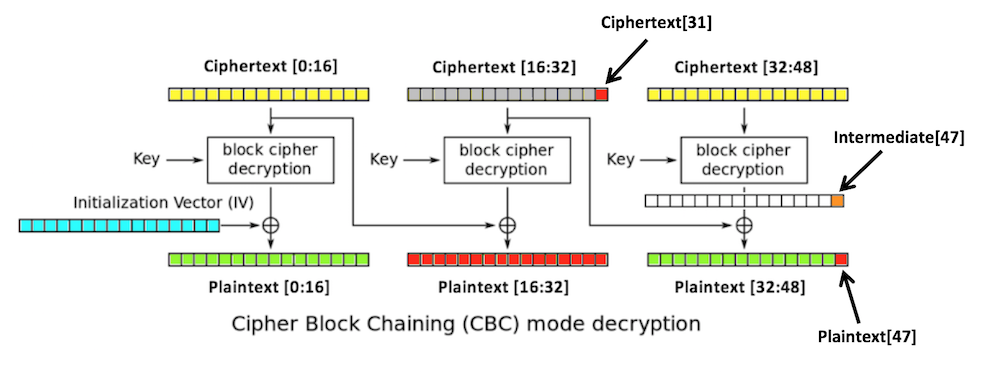 Ciphertext[31]
Ciphertext [0:16]
Ciphertext [16:32]
Ciphertext [32:48]
Intermediate[47]
Key
block cipher
decryption
Key
block cipher
decryption
Key
block cipher
decryption
Initialization Vector (IV)
Plaintext [0:16]
Plaintext [16:32]
Plaintext [32:48]
Cipher Block Chaining (CBC) mode decryption
Plaintext[47]